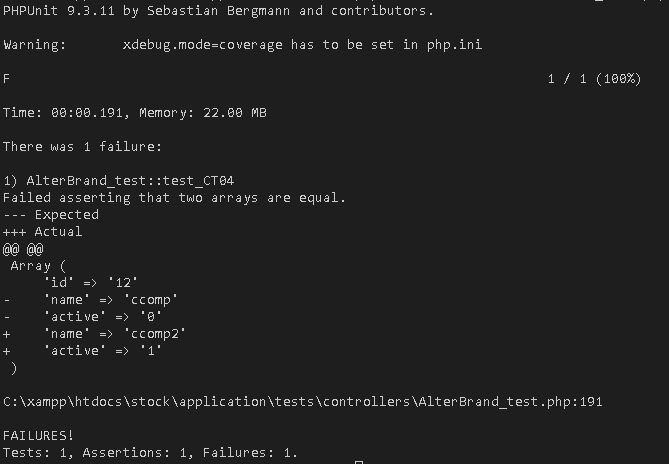 PHPUnit 9.3.11 by Sebastian Bergmann and contributors.
Warning:       xdebug.mode=coverage has to be set in php.ini
F                                                                   1 / 1 (100%)
Time: 00:00.191, Memory: 22.00 MB
There was 1 failure:
1) AlterBrand_test::test_CT04
Failed asserting that two arrays are equal.
--- Expected
+++ Actual
@@ @@
 Array (
     'id' => '12'
-    'name' => 'ccomp'
-    'active' => '0'
+    'name' => 'ccomp2'
+    'active' => '1'
 )
C:\xampp\htdocs\stock\application\tests\controllers\AlterBrand_test.php:191
FAILURES!
Tests: 1, Assertions: 1, Failures: 1.